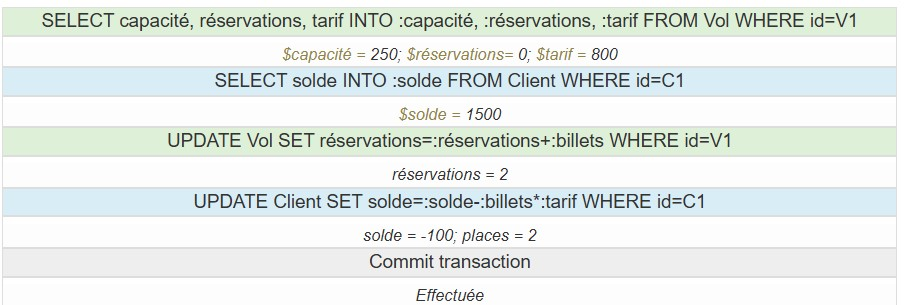 SELECT capacité, réservations, tarif INTO :capacité, :réservations, :tarif FROM Vol WHERE id=V1
$capacité = 250; $réservations= 0; $tarif = 800
SELECT solde INTO :solde FROM Client WHERE id=C1
$solde = 1500
UPDATE Vol SET réservations=:réservations+:billets WHERE id=V1
réservations = 2
UPDATE Client SET solde=:solde-:billets*:tarif WHERE id=C1
solde = -100; places = 2
Commit transaction
Effectuée